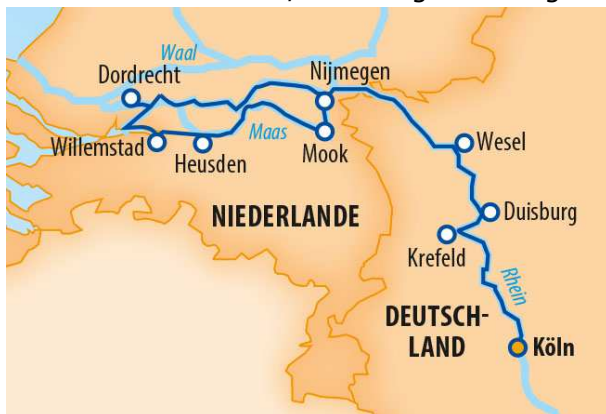 Waal
Dordrecht
Nijmegen
Willemstad
Heusden
Maas
Mook
Wesel
NIEDERLANDE
Duisburg
Krefeld
Rhein
DEUTSCH-
LAND
Köln